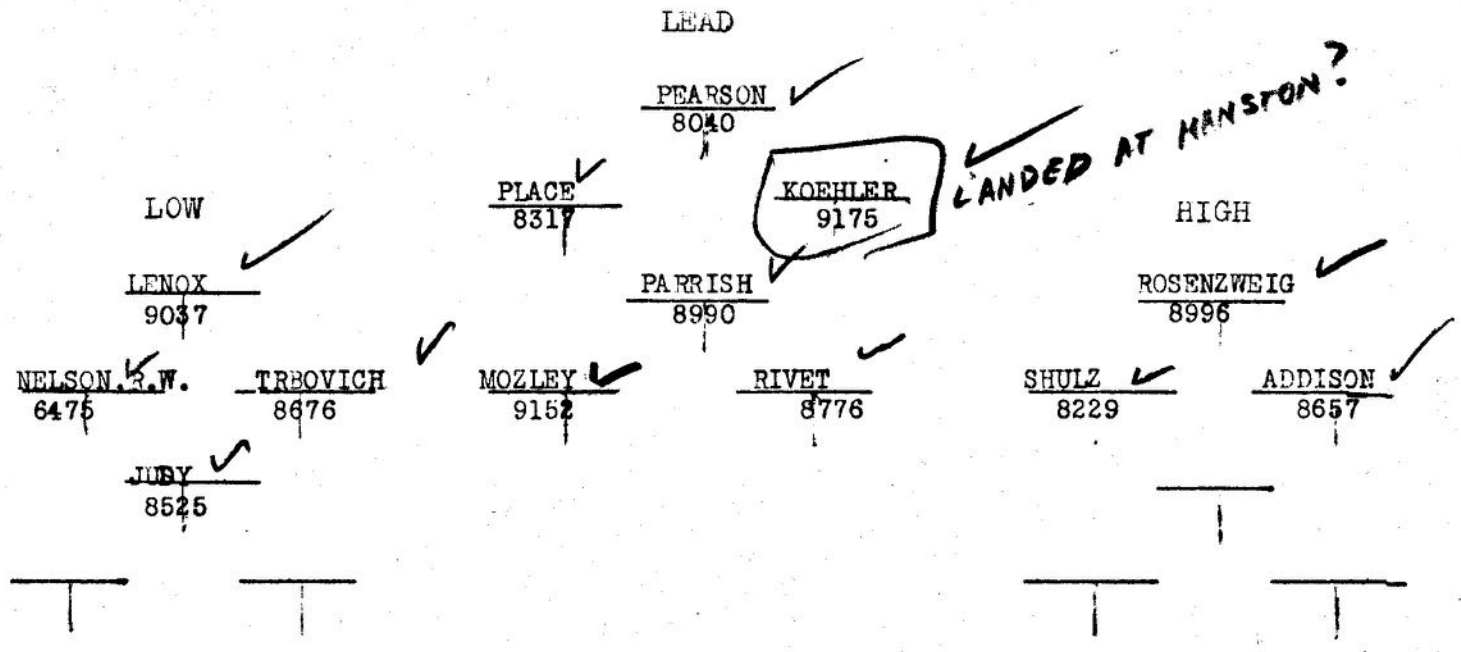 LEAD
PEARSON
8040
LANDED AT MANSTON?
PLACE
8317
KOEHLER
9175
LOW
HIGH
LENOX
9037
PARRISH
8990
ROSENZWEIG
8996
NELSON.R.W.
6475
TRBOVICH
8676
MOZLEY
9152
RIVET
8776
SHULZ
8229
ADDISON
8657
JUDY
8525